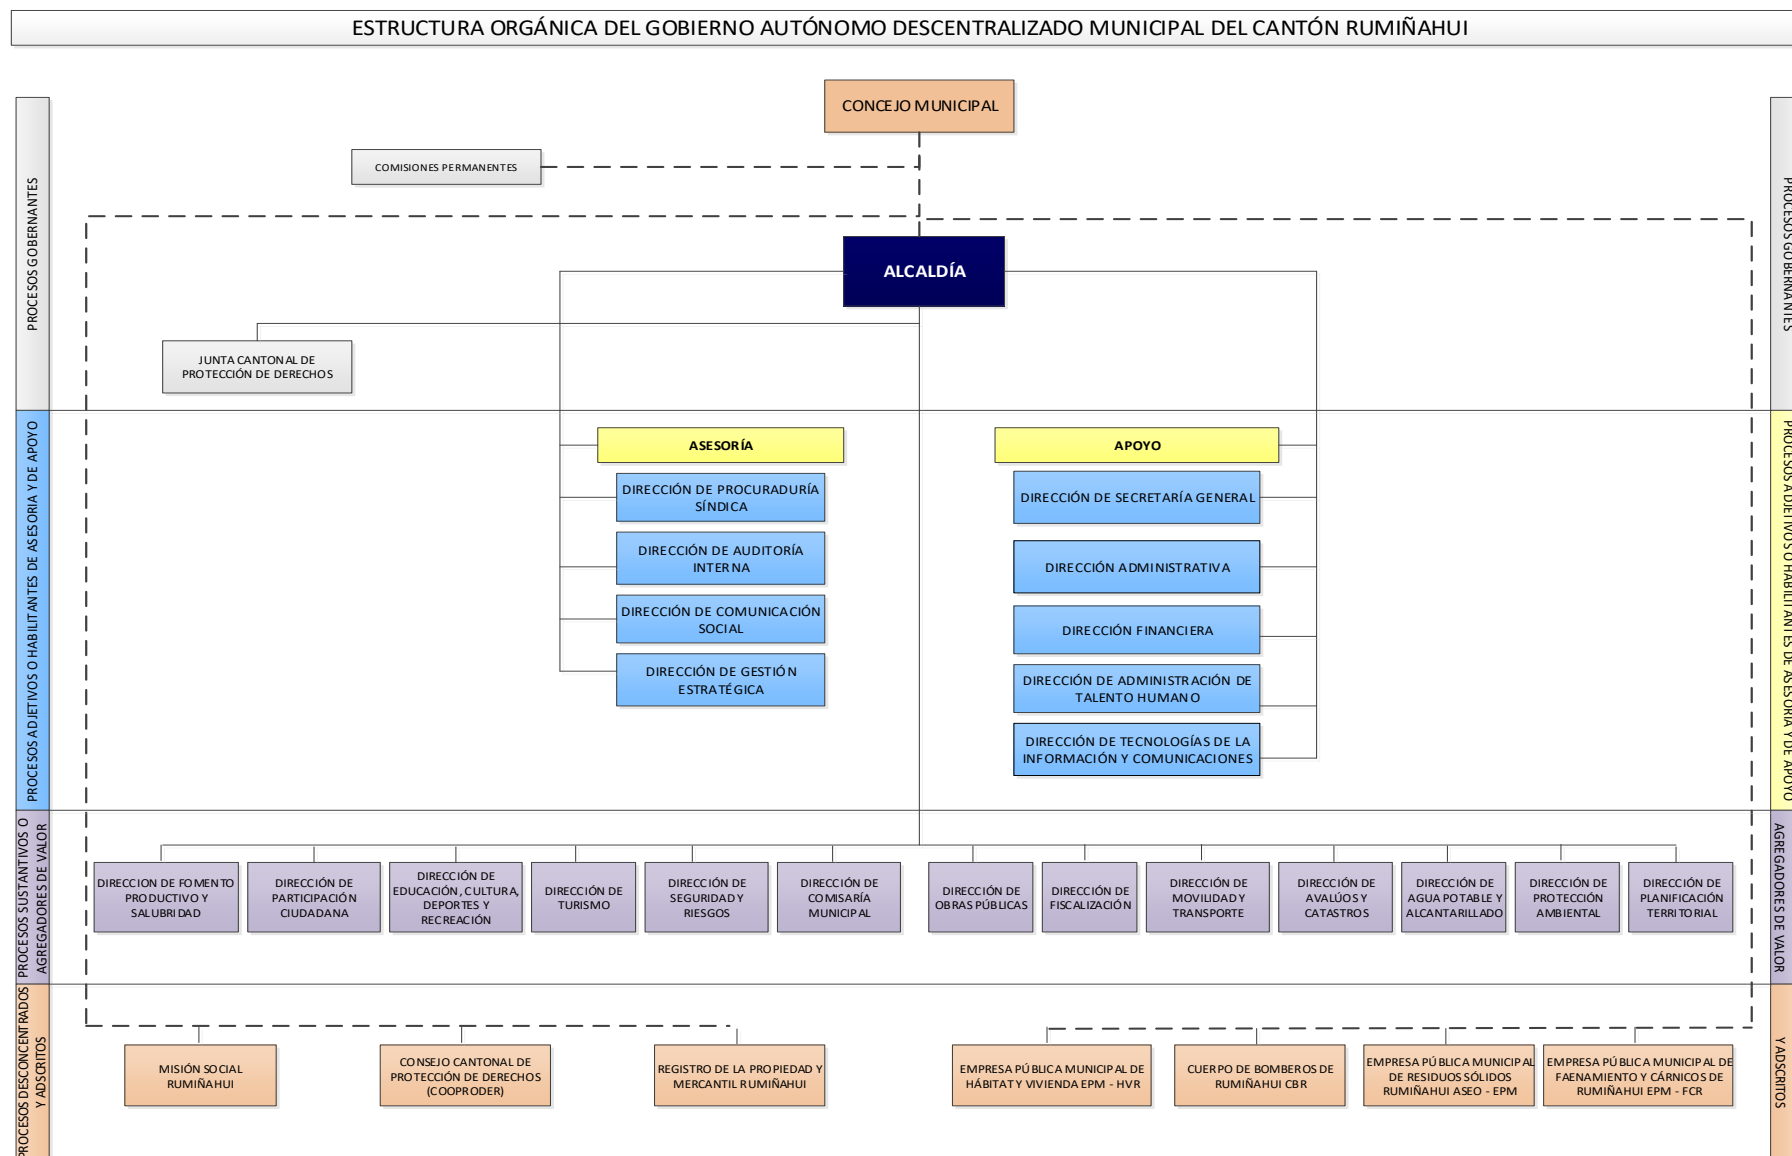 ESTRUCTURA ORGÁNICA DEL GOBIERNO AUTÓNOMO DESCENTRALIZADO MUNICIPAL DEL CANTÓN RUMIÑAHUI
CONCEJO MUNICIPAL
COMISIONES PERMANENTES
PROCESOS GOBERNANTES
PROCESOS GOBERNANTES
ALCALDÍA
JUNTA CANTONAL DE
PROTECCIÓN DE DERECHOS
PROCESOS ADJETIVOS O HABILITANTES DE ASESORIA Y DE APOYO
PROCESOS ADJETIVOS O HABILITANTES DE ASESORIA Y DE APOYO
ASESORÍA
DIRECCIÓN DE PROCURADURÍA
SÍNDICA
DIRECCIÓN DE AUDITORÍA
INTERNA
DIRECCIÓN DE COMUNICACIÓN
SOCIAL
DIRECCIÓN DE GESTIÓN
ESTRATÉGICA
APOYO
DIRECCIÓN DE SECRETARÍA GENERAL
DIRECCIÓN ADMINISTRATIVA
DIRECCIÓN FINANCIERA
DIRECCIÓN DE ADMINISTRACIÓN DE
TALENTO HUMANO
DIRECCIÓN DE TECNOLOGÍAS DE LA
INFORMACIÓN Y COMUNICACIONES
PROCESOS SUSTANTIVOS O
AGREGADORES DE VALOR
AGREGADORES DE VALOR
DIRECCION DE FOMENTO
PRODUCTIVO Y
SALUBRIDAD
DIRECCIÓN DE
PARTICIPACIÓN
CIUDADANA
DIRECCIÓN DE
EDUCACIÓN, CULTURA,
DEPORTES Y
RECREACIÓN
DIRECCIÓN DE
TURISMO
DIRECCIÓN DE
SEGURIDAD Y
RIESGOS
DIRECCIÓN DE
COMISARÍA
MUNICIPAL
DIRECCIÓN DE
OBRAS PÚBLICAS
DIRECCIÓN DE
FISCALIZACIÓN
DIRECCIÓN DE
MOVILIDAD Y
TRANSPORTE
DIRECCIÓN DE
AVALÚOS Y
CATASTROS
DIRECCIÓN DE
AGUA POTABLE Y
ALCANTARILLADO
DIRECCIÓN DE
PROTECCIÓN
AMBIENTAL
DIRECCIÓN DE
PLANIFICACIÓN
TERRITORIAL
PROCESOS DESCONCENTRADOS
Y ADSCRITOS
Y ADSCRITOS
MISIÓN SOCIAL
RUMIÑAHUI
CONSEJO CANTONAL DE
PROTECCIÓN DE DERECHOS
(COOPRODER)
REGISTRO DE LA PROPIEDAD Y
MERCANTIL RUMIÑAHUI
EMPRESA PÚBLICA MUNICIPAL
DE HÁBITAT Y VIVIENDA EPM - HVR
CUERPO DE BOMBEROS DE
RUMIÑAHUI CBR
EMPRESA PÚBLICA MUNICIPAL
DE RESIDUOS SÓLIDOS
RUMIÑAHUI ASEO - EPM
EMPRESA PÚBLICA MUNICIPAL DE
FAENAMIENTO Y CÁRNICOS DE
RUMIÑAHUI EPM - FCR